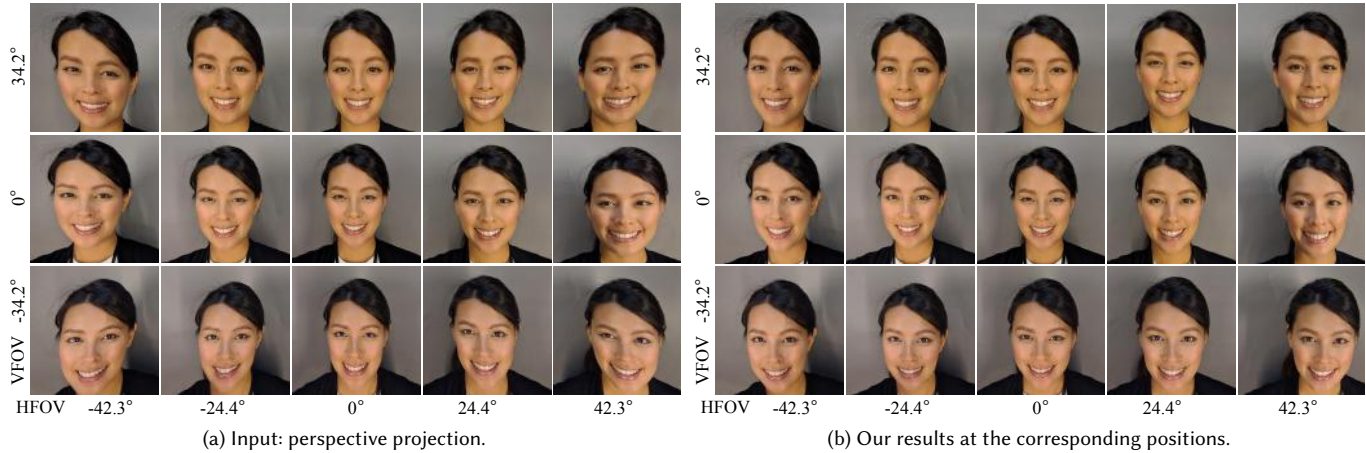 34.2°
0°
VFOV -34.2°
HFOV -42.3° -24.4° 0° 24.4° 42.3°
(a) Input: perspective projection.
34.2°
0°
VFOV -34.2°
HFOV -42.3° -24.4° 0° 24.4° 42.3°
(b) Our results at the corresponding positions.